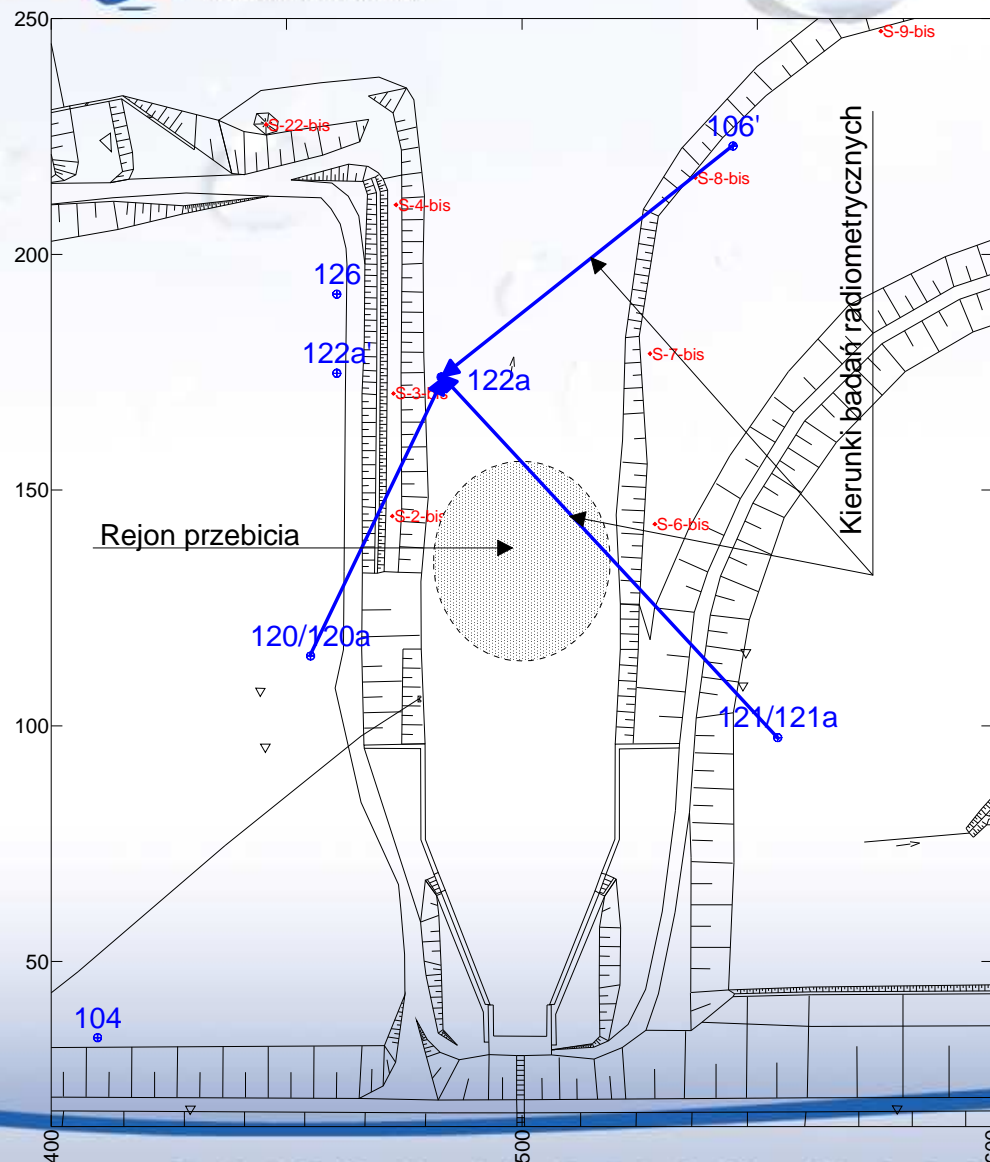 250
S-9-bis
106'
S-22-bis
S-8-bis
S-4-bis
Kierunki badań radiometrycznych
200
126
122a'
S-7-bis
122a
S-3-bis
150
S-2-bis
S-6-bis
Rejon przebicia
120/120a
121/121a
100
50
104
400
500